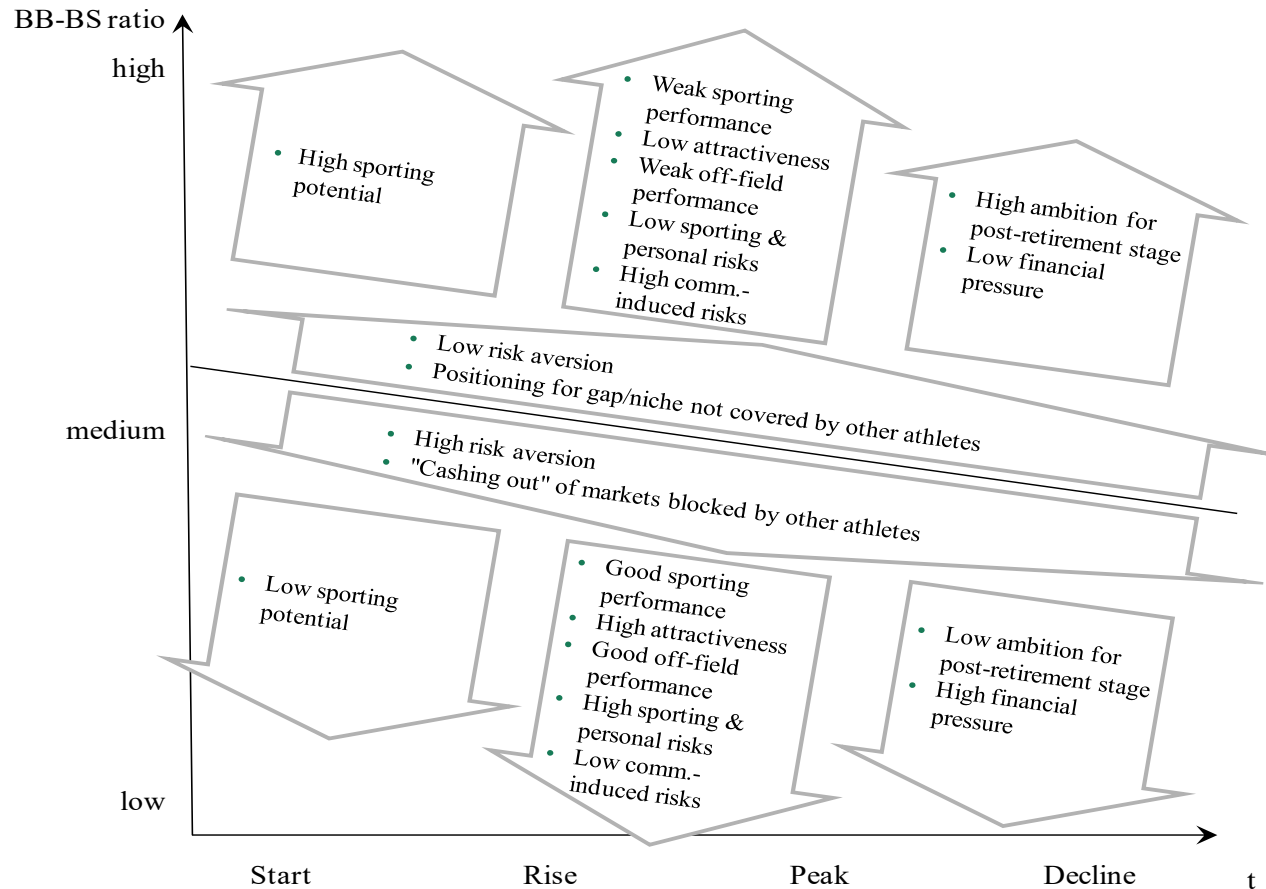 BB-BS ratio
high
• High sporting
potential
• Weak sporting
performance
• Low attractiveness
• Weak off-field
performance
• Low sporting &
personal risks
• High comm.-
induced risks
• High ambition for
post-retirement stage
• Low financial
pressure
• Low risk aversion
• Positioning for gap/niche not covered by other athletes
medium
• High risk aversion
• "Cashing out" of markets blocked by other athletes
• Low sporting
potential
• Good sporting
performance
• High attractiveness
• Good off-field
performance
• High sporting &
personal risks
• Low comm.-
induced risks
• Low ambition for
post-retirement stage
• High financial
pressure
low
Start
Rise
Peak
Decline
t